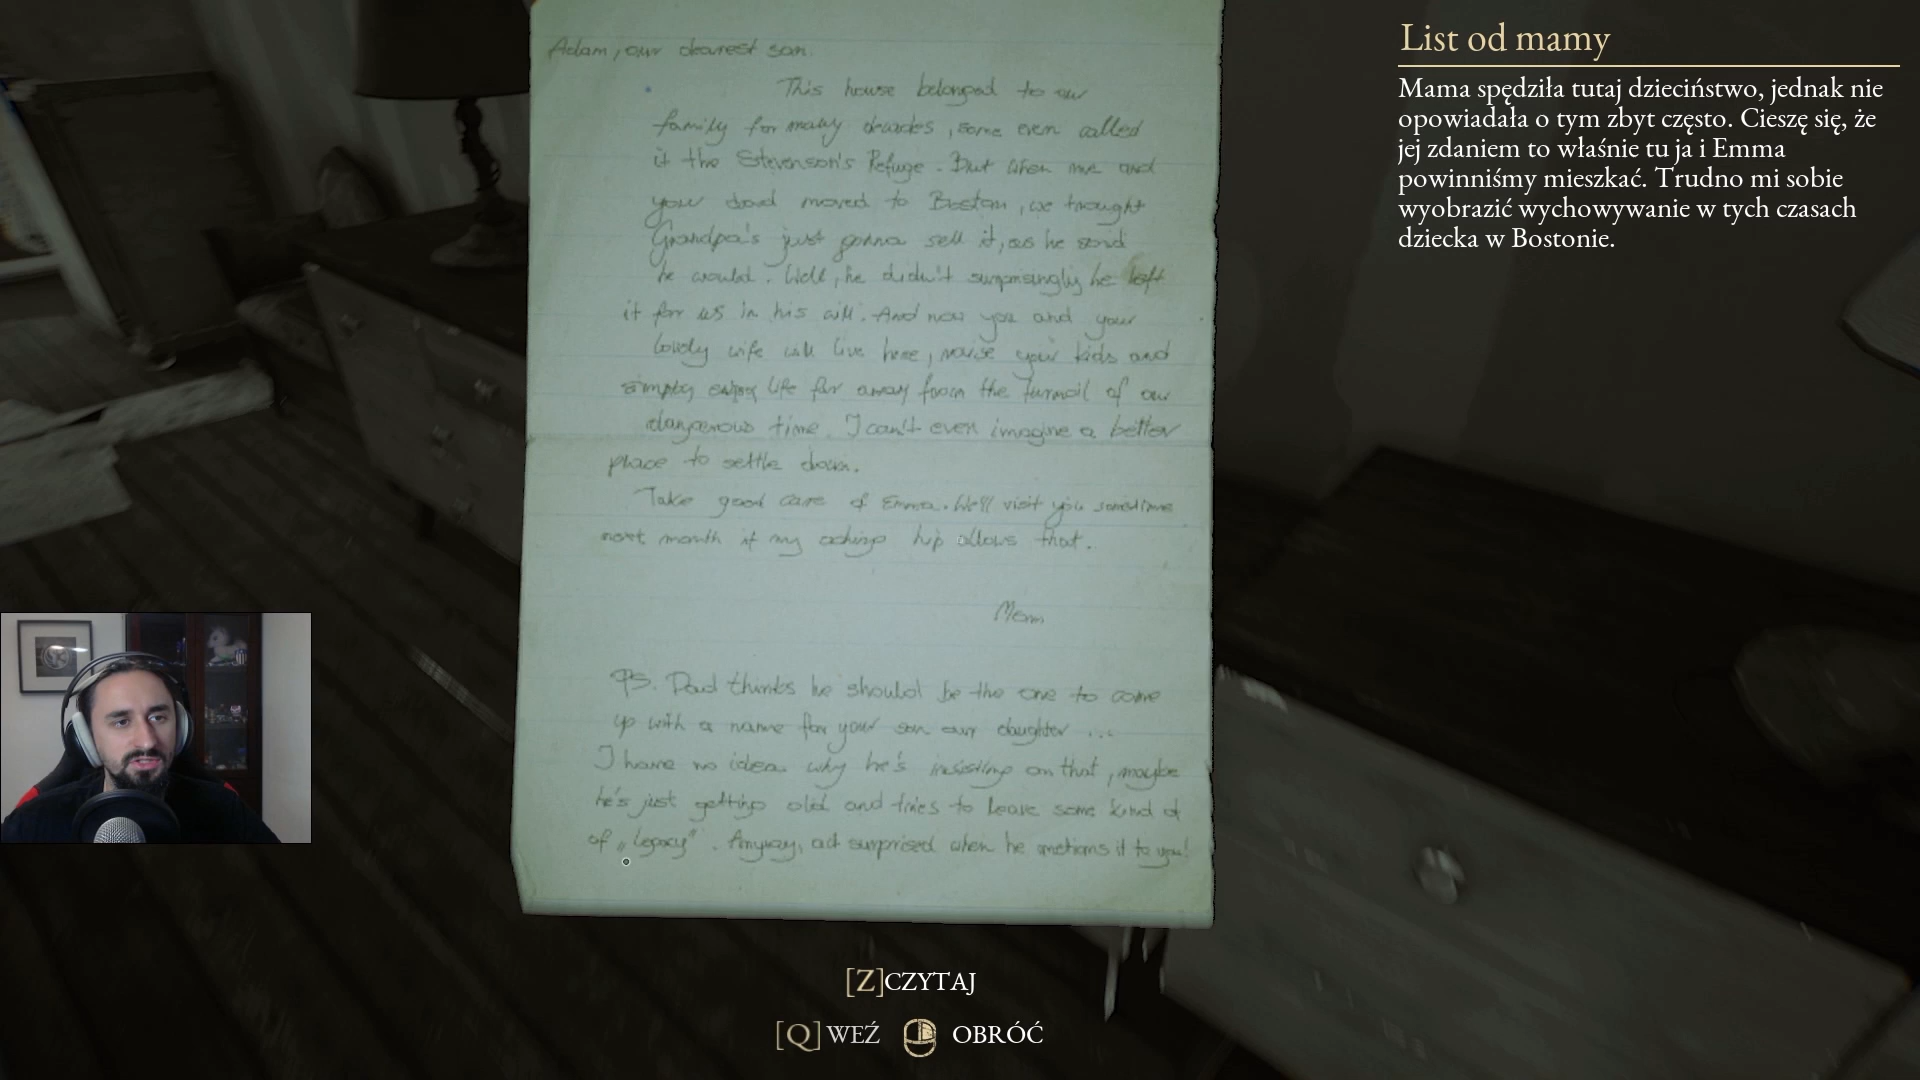 Adam, our dearest son.
This house belonged to our
family for many decades, some even called
it the Stevenson's Refuge. But when me and
your dad moved to Boston, we trought
Grandpa's just gonna sell it, as he said
he would. Well, he didn't surprisingly he left
it for us in his will. And now you and your
lovely wife will live here, raise your kids and
simply enjoy life far away from the turmoil of our
dangerous time. I can't even imagine a better
place to settle down.
Take good care of Emma. We'll visit you sometime
next month if my aching hip allows that.
Mom
PS. Dad thinks he should be the one to come
up with a name for your son our daughter ...
I have no idea why he's insisting on that, maybe
he's just getting old and tries to leave some kind of
of „legacy". Anyway, act surprised when he metions it to you!
List od mamy
Mama spędziła tutaj dzieciństwo, jednak nie
opowiadała o tym zbyt często. Cieszę się, że
jej zdaniem to właśnie tu ja i Emma
powinniśmy mieszkać. Trudno mi sobie
wyobrazić wychowywanie w tych czasach
dziecka w Bostonie.
[Z]CZYTAJ
[Q] WEŹ OBRÓĆ